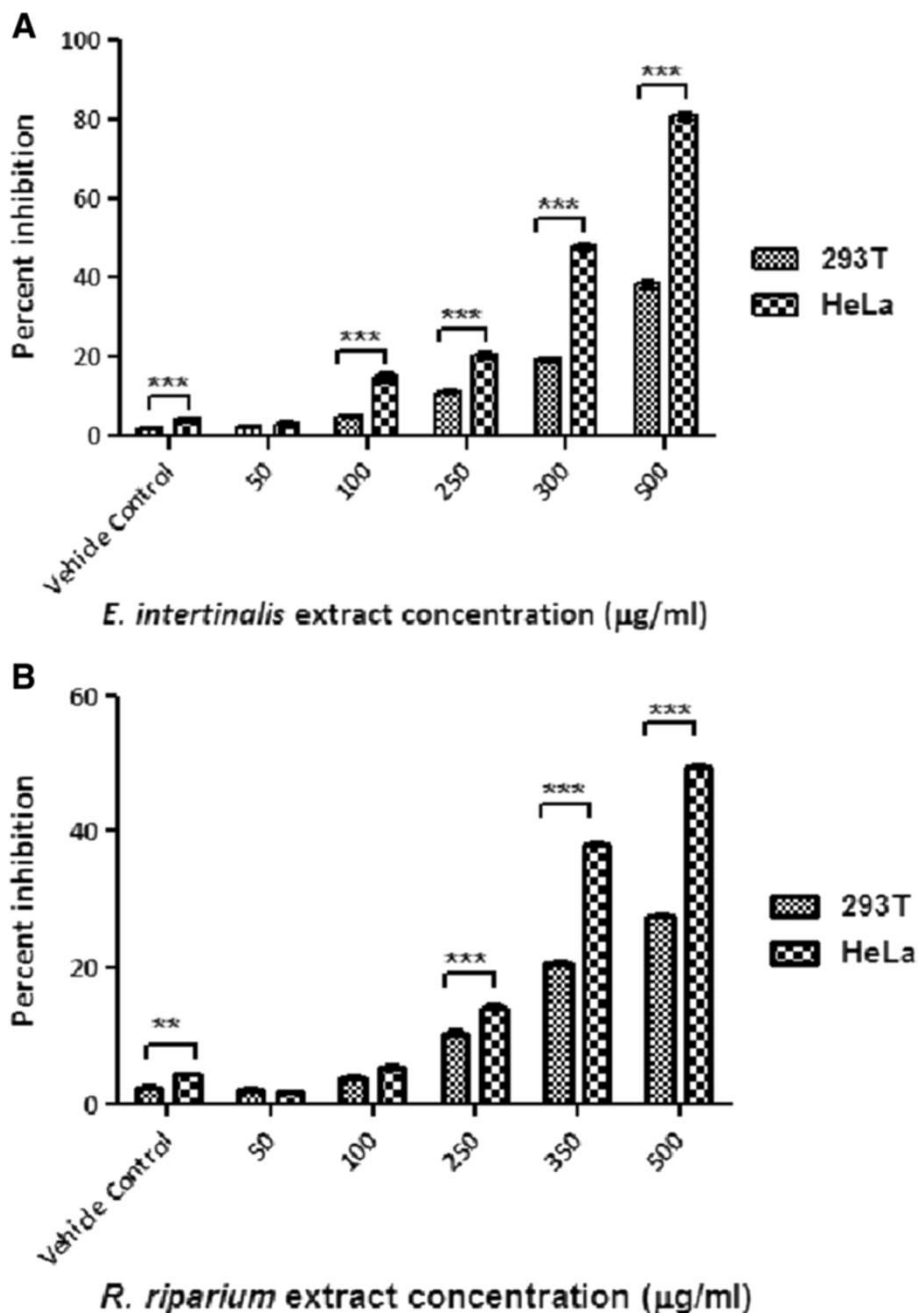 A
100
80
60
40
20
0
Percent inhibition
***
***
***
***
***
293T
HeLa
Vehicle Control
50
100
250
300
500
E. intertinalis extract concentration (µg/ml)
B
60
40
20
0
Percent inhibition
**
***
***
***
293T
HeLa
Vehicle Control
50
100
250
350
500
R. riparium extract concentration (µg/ml)